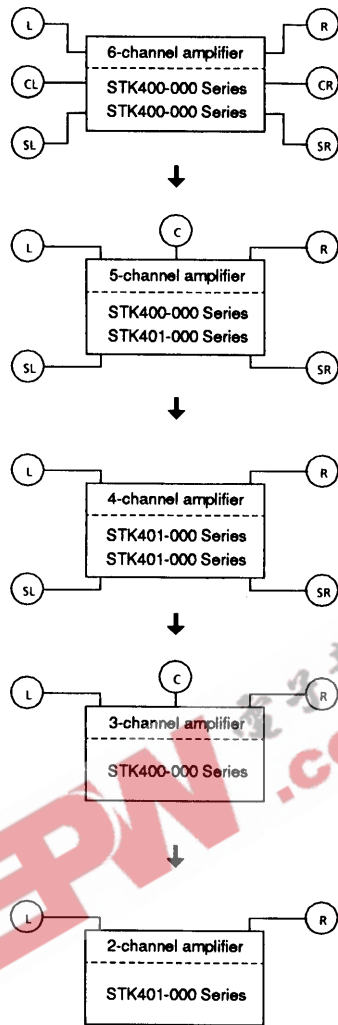 L R
6-channel amplifier
CL CR
STK400-000 Series
STK400-000 Series
SL SR
C
L R
5-channel amplifier
STK400-000 Series
STK401-000 Series
SL SR
L R
4-channel amplifier
STK401-000 Series
STK401-000 Series
SL SR
C
L R
3-channel amplifier
STK400-000 Series
L R
2-channel amplifier
STK401-000 Series